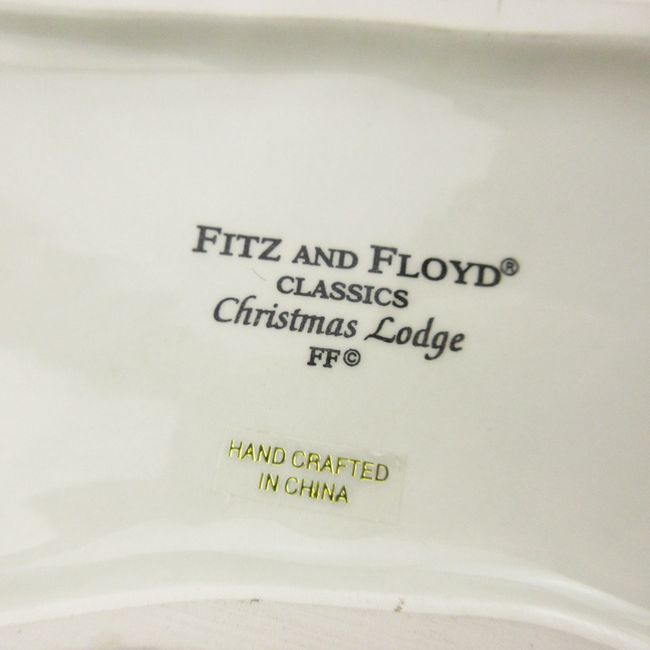 FITZ AND FLOYD®
CLASSICS
Christmas Lodge
FF©
HAND CRAFTED
IN CHINA